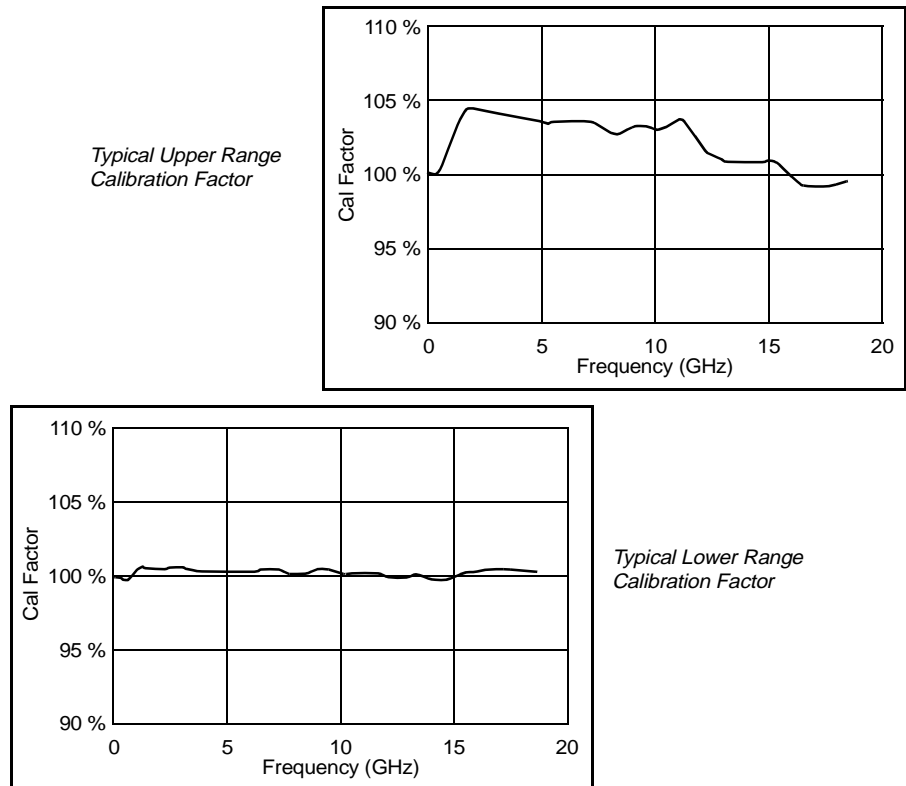 Typical Upper Range
Calibration Factor
110 %
105 %
100 %
95 %
90 %
Cal Factor
0 5 10 15 20
Frequency (GHz)
110 %
105 %
100 %
95 %
90 %
Cal Factor
0 5 10 15 20
Frequency (GHz)
Typical Lower Range
Calibration Factor